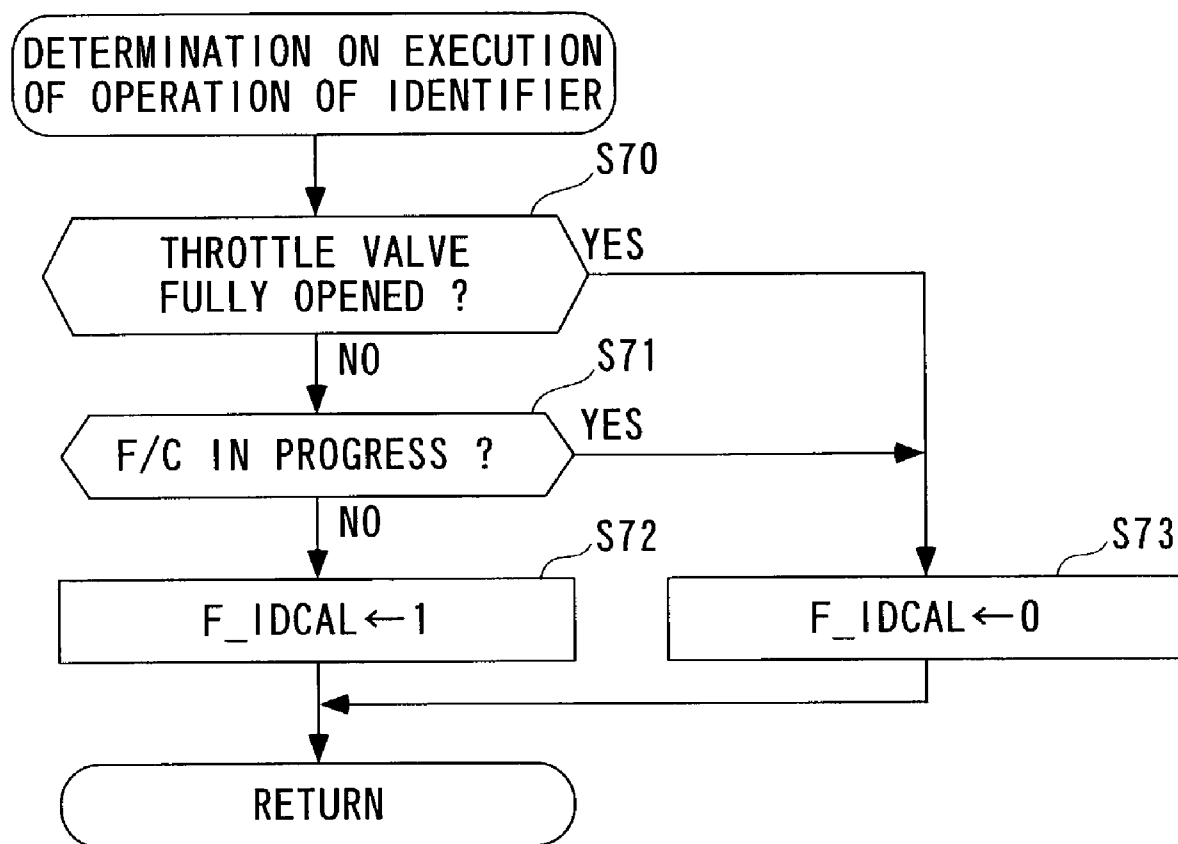 DETERMINATION ON EXECUTION
OF OPERATION OF IDENTIFIER
S70
THROTTLE VALVE
FULLY OPENED ?
YES
NO
S71
F/C IN PROGRESS ?
YES
NO
S72
F_IDCAL←1
S73
F_IDCAL←0
RETURN